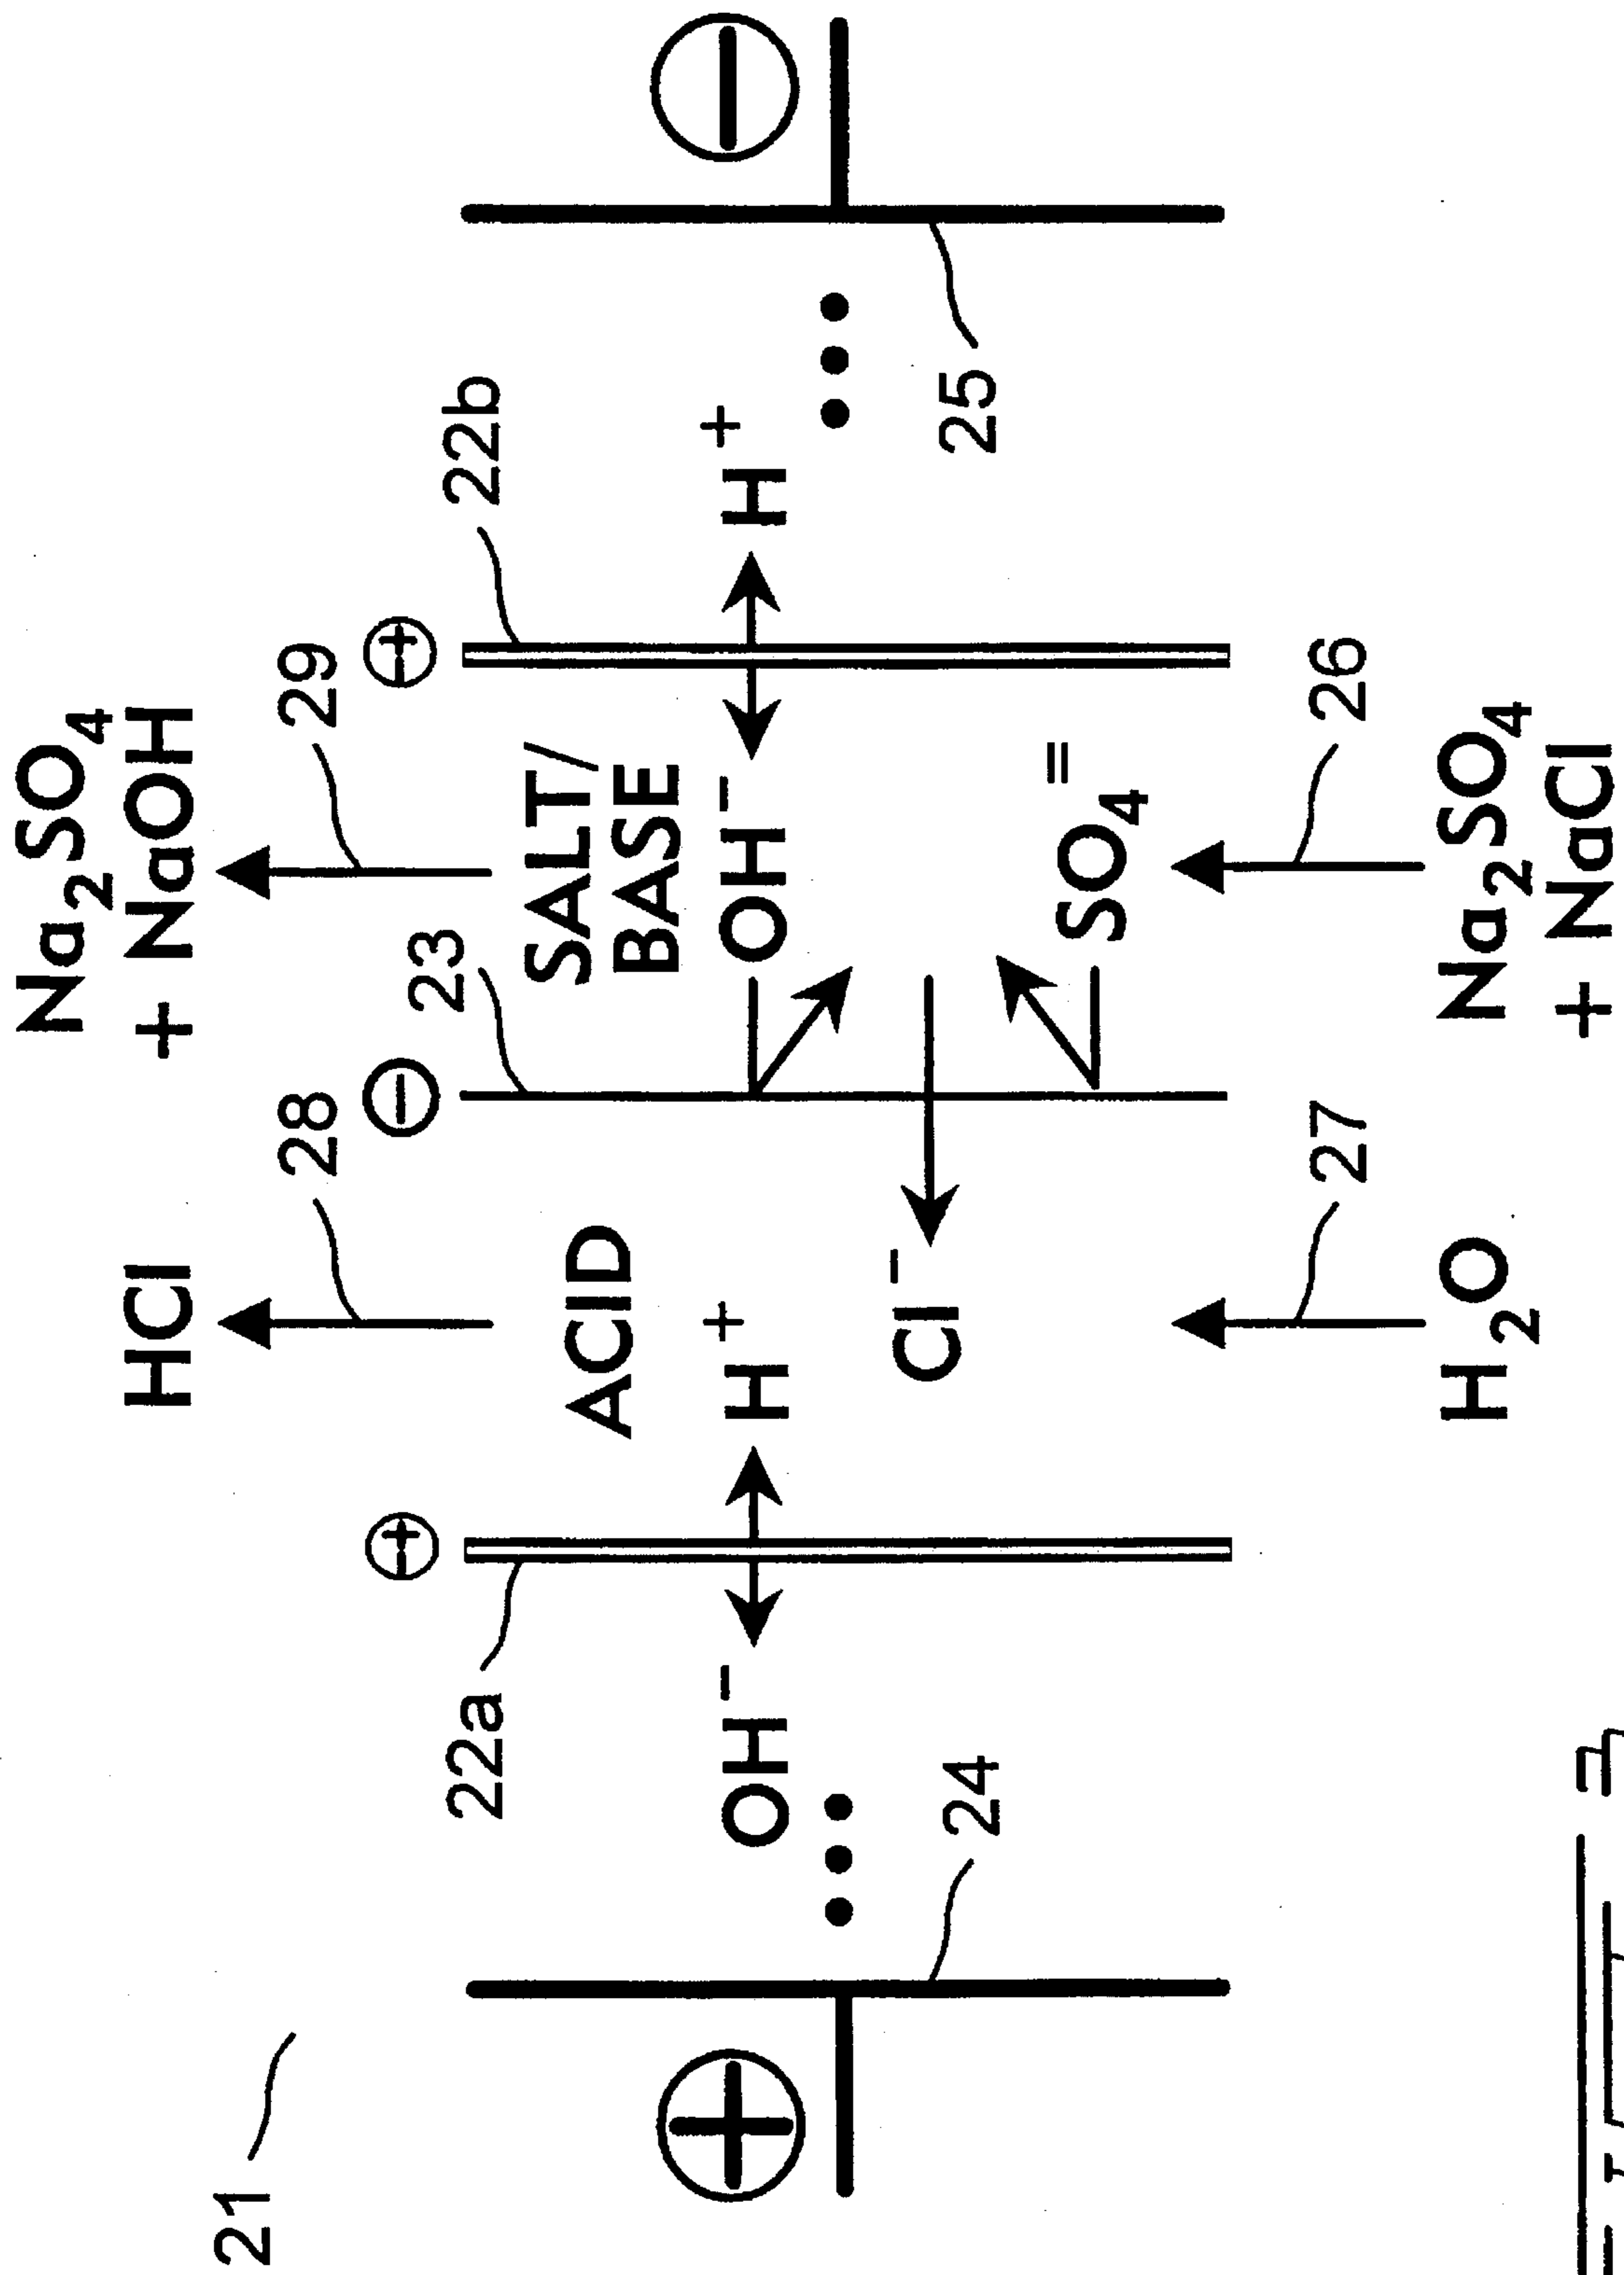 Na₂SO₄
HCl
+ NaOH
21
28
29
⊕
⊖
⊕
23
22a
22b
ACID
SALT/
BASE
⊕
OH⁻
H⁺
OH⁻
H⁺
⊖
Cl⁻
24
25
SO₄⁼
27
26
H₂O
Na₂SO₄
+ NaCl